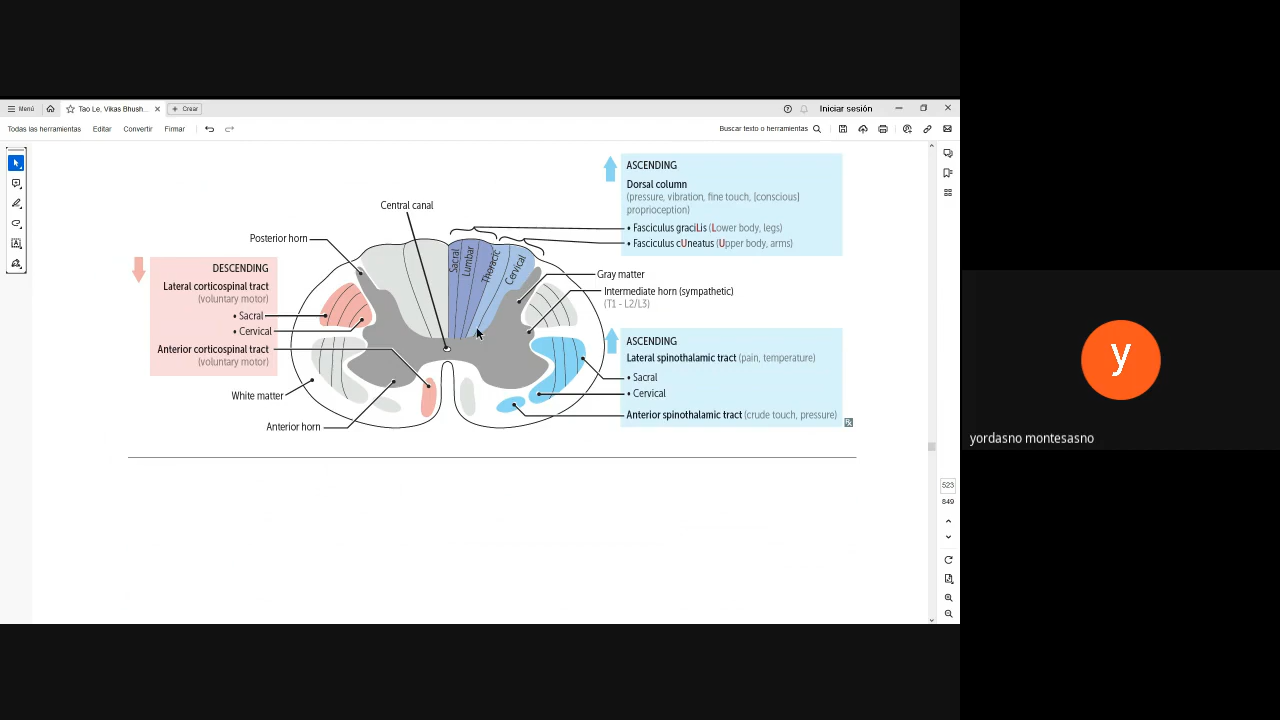 Menú
Tao Le, Vikas Bhush...
Crear
Iniciar sesión
Todas las herramientas
Editar
Convertir
Firmar
Buscar texto o herramientas
ASCENDING
Dorsal column
(pressure, vibration, fine touch, [conscious]
proprioception)
• Fasciculus graciLis (Lower body, legs)
• Fasciculus cUneatus (Upper body, arms)
Central canal
Posterior horn
DESCENDING
Lateral corticospinal tract
(voluntary motor)
• Sacral
• Cervical
Anterior corticospinal tract
(voluntary motor)
White matter
Anterior horn
Sacral
Lumbar
Thoracic
Cervical
Gray matter
Intermediate horn (sympathetic)
(T1 - L2/L3)
ASCENDING
Lateral spinothalamic tract (pain, temperature)
• Sacral
• Cervical
Anterior spinothalamic tract (crude touch, pressure)
523
849
y
yordasno montesasno